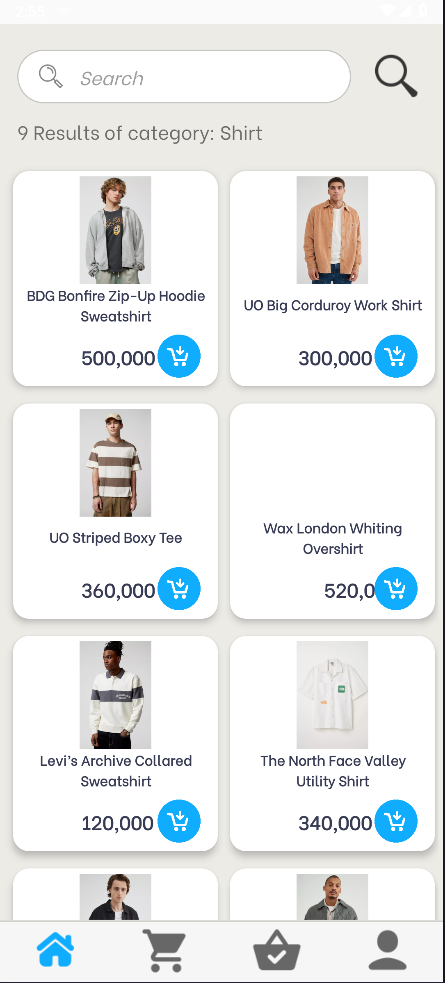 2:55
Search
9 Results of category: Shirt
BDG Bonfire Zip-Up Hoodie
Sweatshirt
500,000
UO Big Corduroy Work Shirt
300,000
UO Striped Boxy Tee
360,000
Wax London Whiting
Overshirt
520,0
Levi's Archive Collared
Sweatshirt
120,000
The North Face Valley
Utility Shirt
340,000